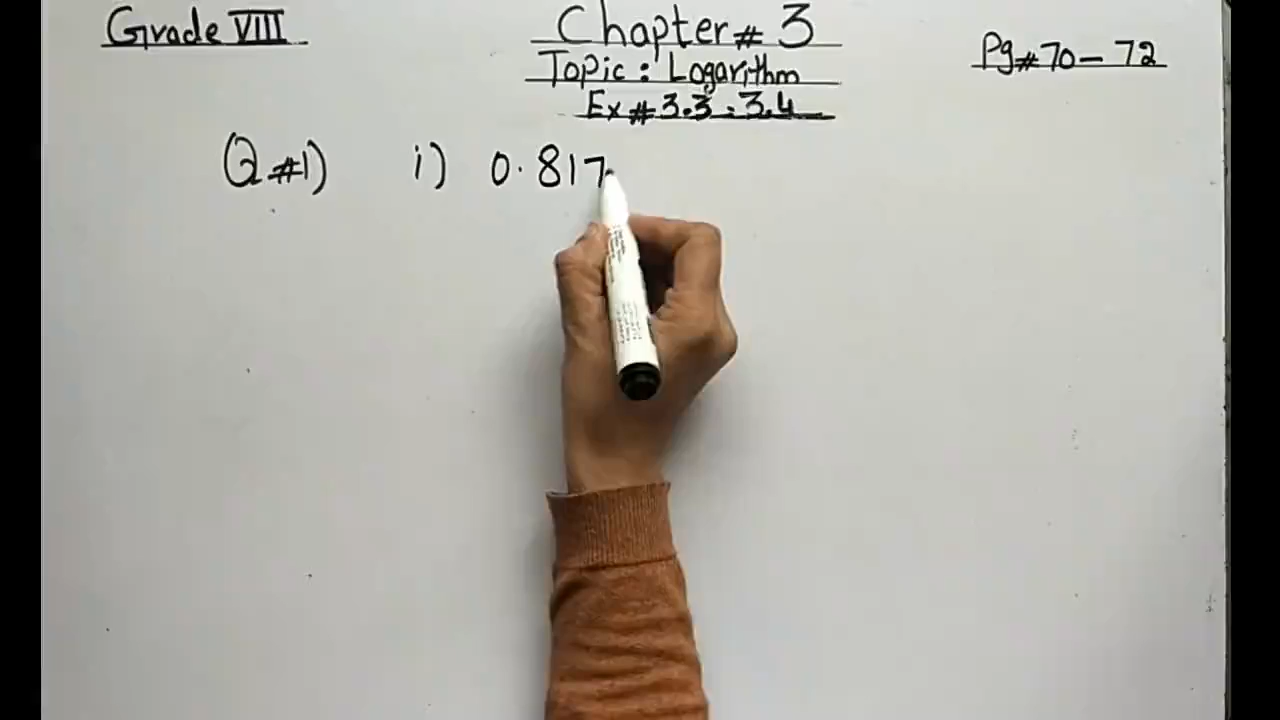 Grade VIII
Chapter # 3
Pg # 70 - 72
Topic : Logarithm
Ex # 3.3 : 3.4
Q #1) i) 0.817